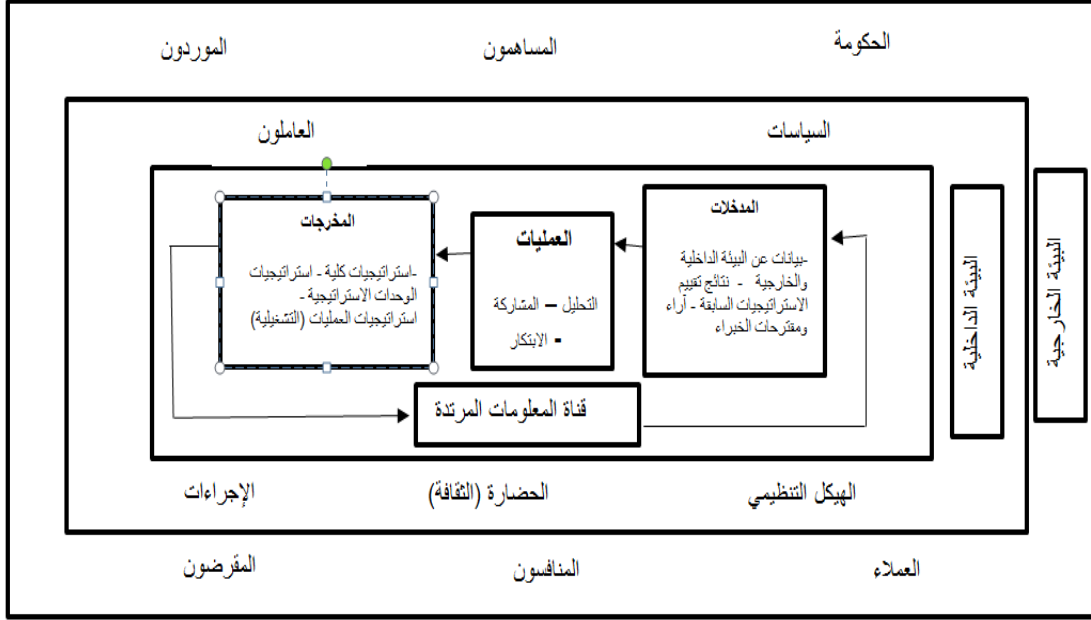 الحكومة
المساهمون
الموردون
السياسات
العاملون
المدخلات
-بيانات عن البيئة الداخلية
والخارجية - نتائج تقييم
الاستراتيجيات السابقة - آراء
ومقترحات الخبراء
العمليات
التحليل – المشاركة
- الابتكار
المخرجات
-استراتيجيات كلية - استراتيجيات
الوحدات الاستراتيجية -
استراتيجيات العمليات (التشغيلية)
قناة المعلومات المرتدة
البيئة الداخلية
البيئة الخارجية
الهيكل التنظيمي
الحضارة (الثقافة)
الإجراءات
العملاء
المنافسون
المقرضون